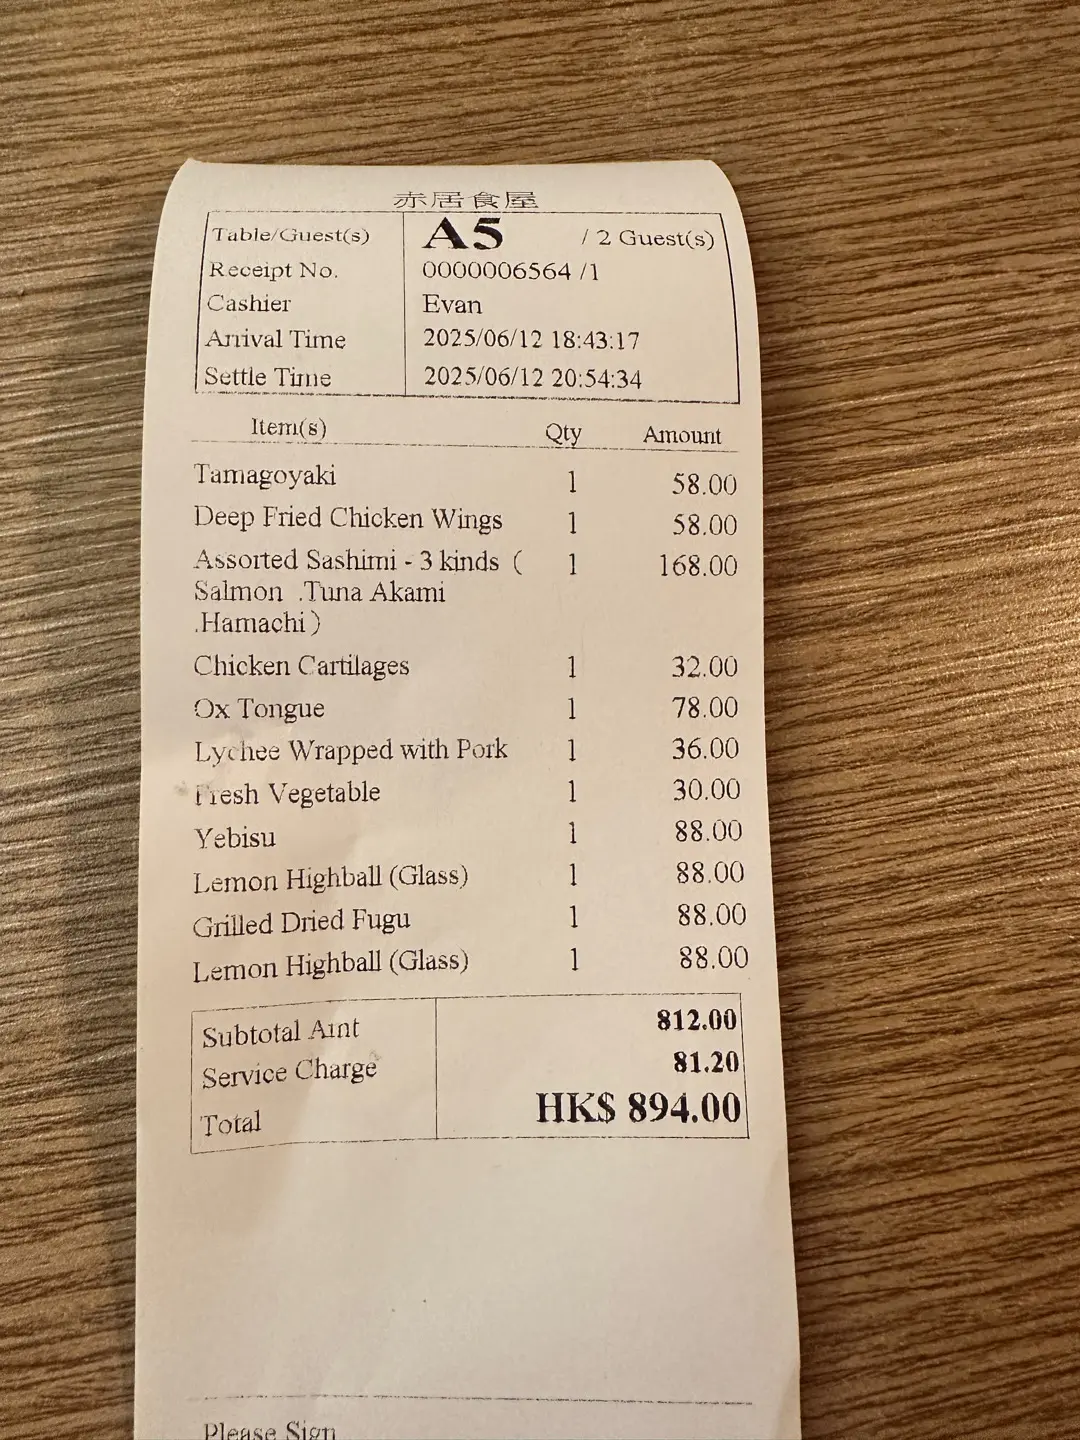 赤居食屋
Table/Guest(s) A5 / 2 Guest(s)
Receipt No. 0000006564 /1
Cashier Evan
Arrival Time 2025/06/12 18:43:17
Settle Time 2025/06/12 20:54:34
Item(s) Qty Amount
Tamagoyaki 1 58.00
Deep Fried Chicken Wings 1 58.00
Assorted Sashimi - 3 kinds ( 1 168.00
Salmon .Tuna Akami
.Hamachi )
Chicken Cartilages 1 32.00
Ox Tongue 1 78.00
Lychee Wrapped with Pork 1 36.00
Fresh Vegetable 1 30.00
Yebisu 1 88.00
Lemon Highball (Glass) 1 88.00
Grilled Dried Fugu 1 88.00
Lemon Highball (Glass) 1 88.00
Subtotal Amt 812.00
Service Charge 81.20
Total HK$ 894.00
Please Sign